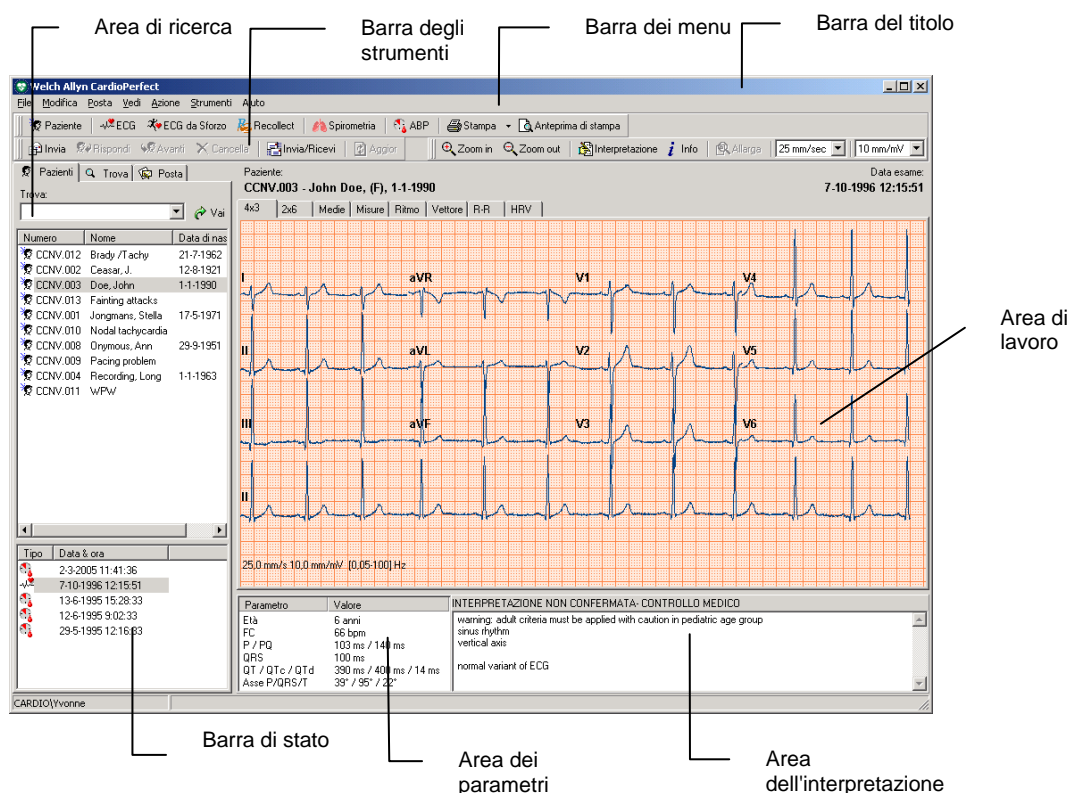 Area di ricerca
Barra degli
strumenti
Barra dei menu
Barra del titolo
Welch Allyn CardioPerfect
File Modifica Posta Vedi Azione Strumenti Aiuto
Paziente ECG ECG da Sforzo Recollect Spirometria ABP Stampa Anteprima di stampa
Invia Rispondi Avanti Cancella Invia/Ricevi Aggior Zoom in Zoom out Interpretazione Info Allarga 25 mm/sec 10 mm/mV
Pazienti Trova Posta
Trova:
Vai
Numero Nome Data di nas
CCNV.012 Brady /Tachy 21-7-1962
CCNV.002 Ceasar, J. 12-8-1921
CCNV.003 Doe, John 1-1-1990
CCNV.013 Fainting attacks
CCNV.001 Jongmans, Stella 17-5-1971
CCNV.010 Nodal tachycardia
CCNV.008 Onymous, Ann 29-9-1951
CCNV.009 Pacing problem
CCNV.004 Recording, Long 1-1-1963
CCNV.011 WPW
Tipo Data & ora
2-3-2005 11:41:36
7-10-1996 12:15:51
13-6-1995 15:28:33
12-6-1995 9:02:33
29-5-1995 12:16:33
Paziente:
CCNV.003 - John Doe, (F), 1-1-1990
Data esame:
7-10-1996 12:15:51
4x3 2x6 Medie Misure Ritmo Vettore R-R HRV
I aVR V1 V4
II aVL V2 V5
III aVF V3 V6
II
25,0 mm/s 10,0 mm/mV [0,05-100] Hz
Area di
lavoro
Parametro Valore
Età 6 anni
FC 66 bpm
P / PQ 103 ms / 140 ms
QRS 100 ms
QT / QTc / QTd 390 ms / 400 ms / 14 ms
Asse P/QRS/T 39° / 95° / 22°
INTERPRETAZIONE NON CONFERMATA- CONTROLLO MEDICO
warning: adult criteria must be applied with caution in pediatric age group
sinus rhythm
vertical axis
normal variant of ECG
CARDIO\Yvonne
Barra di stato
Area dei
parametri
Area
dell'interpretazione